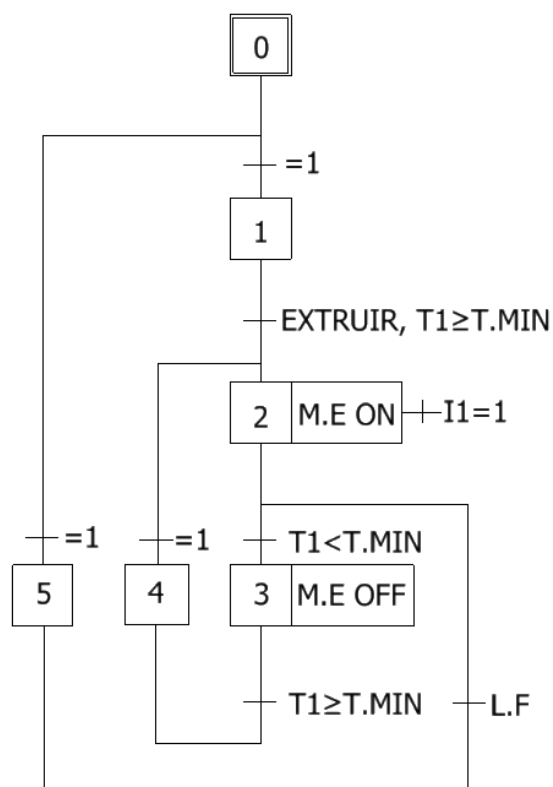 0
=1
1
EXTRUIR, T1≥T.MIN
2 M.E ON I1=1
=1 =1 T1<T.MIN
5 4 3 M.E OFF
T1≥T.MIN L.F